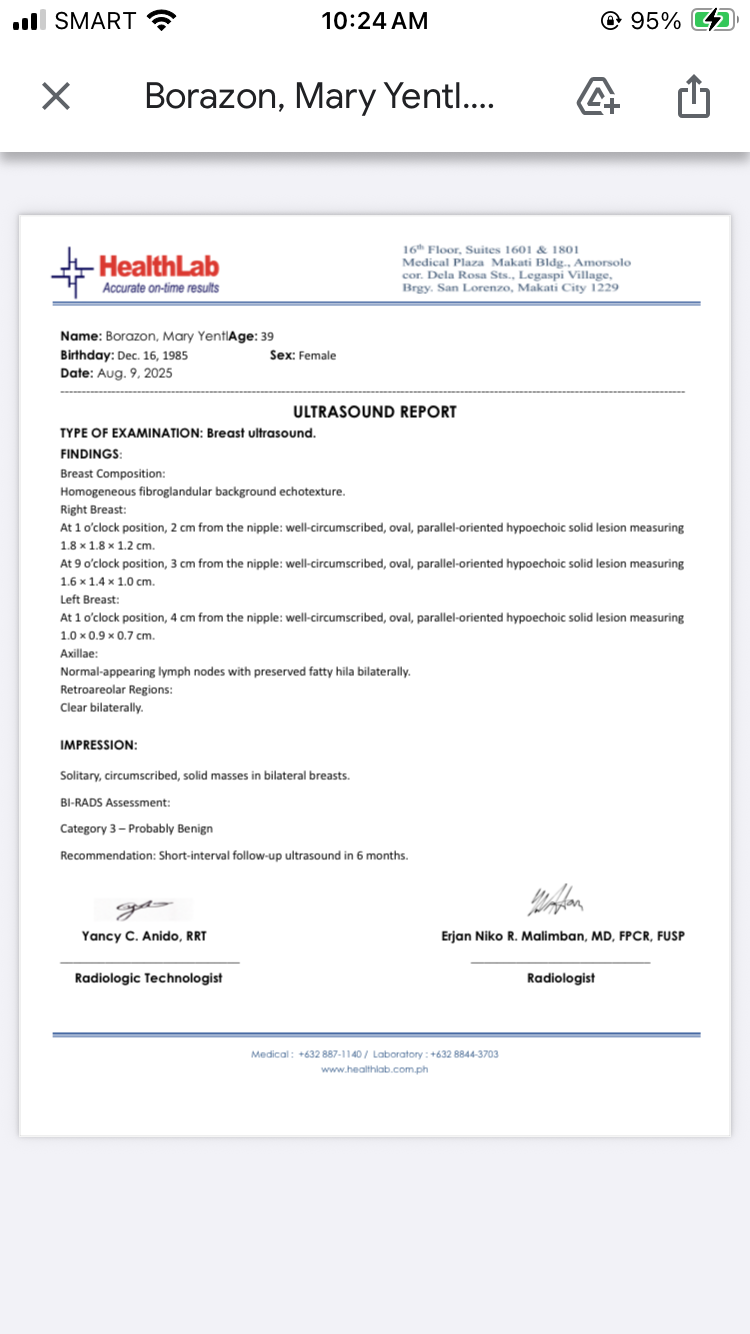 SMART 10:24 AM 95%
Borazon, Mary Yentl....
HealthLab
Accurate on-time results
16th Floor, Suites 1601 & 1801
Medical Plaza Makati Bldg., Amorsolo
cor. Dela Rosa Sts., Legaspi Village,
Brgy. San Lorenzo, Makati City 1229
Name: Borazon, Mary YentlAge: 39
Birthday: Dec. 16, 1985 Sex: Female
Date: Aug. 9, 2025
ULTRASOUND REPORT
TYPE OF EXAMINATION: Breast ultrasound.
FINDINGS:
Breast Composition:
Homogeneous fibroglandular background echotexture.
Right Breast:
At 1 o'clock position, 2 cm from the nipple: well-circumscribed, oval, parallel-oriented hypoechoic solid lesion measuring
1.8 × 1.8 × 1.2 cm.
At 9 o'clock position, 3 cm from the nipple: well-circumscribed, oval, parallel-oriented hypoechoic solid lesion measuring
1.6 × 1.4 × 1.0 cm.
Left Breast:
At 1 o'clock position, 4 cm from the nipple: well-circumscribed, oval, parallel-oriented hypoechoic solid lesion measuring
1.0 × 0.9 × 0.7 cm.
Axillae:
Normal-appearing lymph nodes with preserved fatty hila bilaterally.
Retroareolar Regions:
Clear bilaterally.
IMPRESSION:
Solitary, circumscribed, solid masses in bilateral breasts.
BI-RADS Assessment:
Category 3 – Probably Benign
Recommendation: Short-interval follow-up ultrasound in 6 months.
Yancy C. Anido, RRT
Radiologic Technologist
Erjan Niko R. Malimban, MD, FPCR, FUSP
Radiologist
Medical : +632 887-1140 / Laboratory : +632 8844-3703
www.healthlab.com.ph